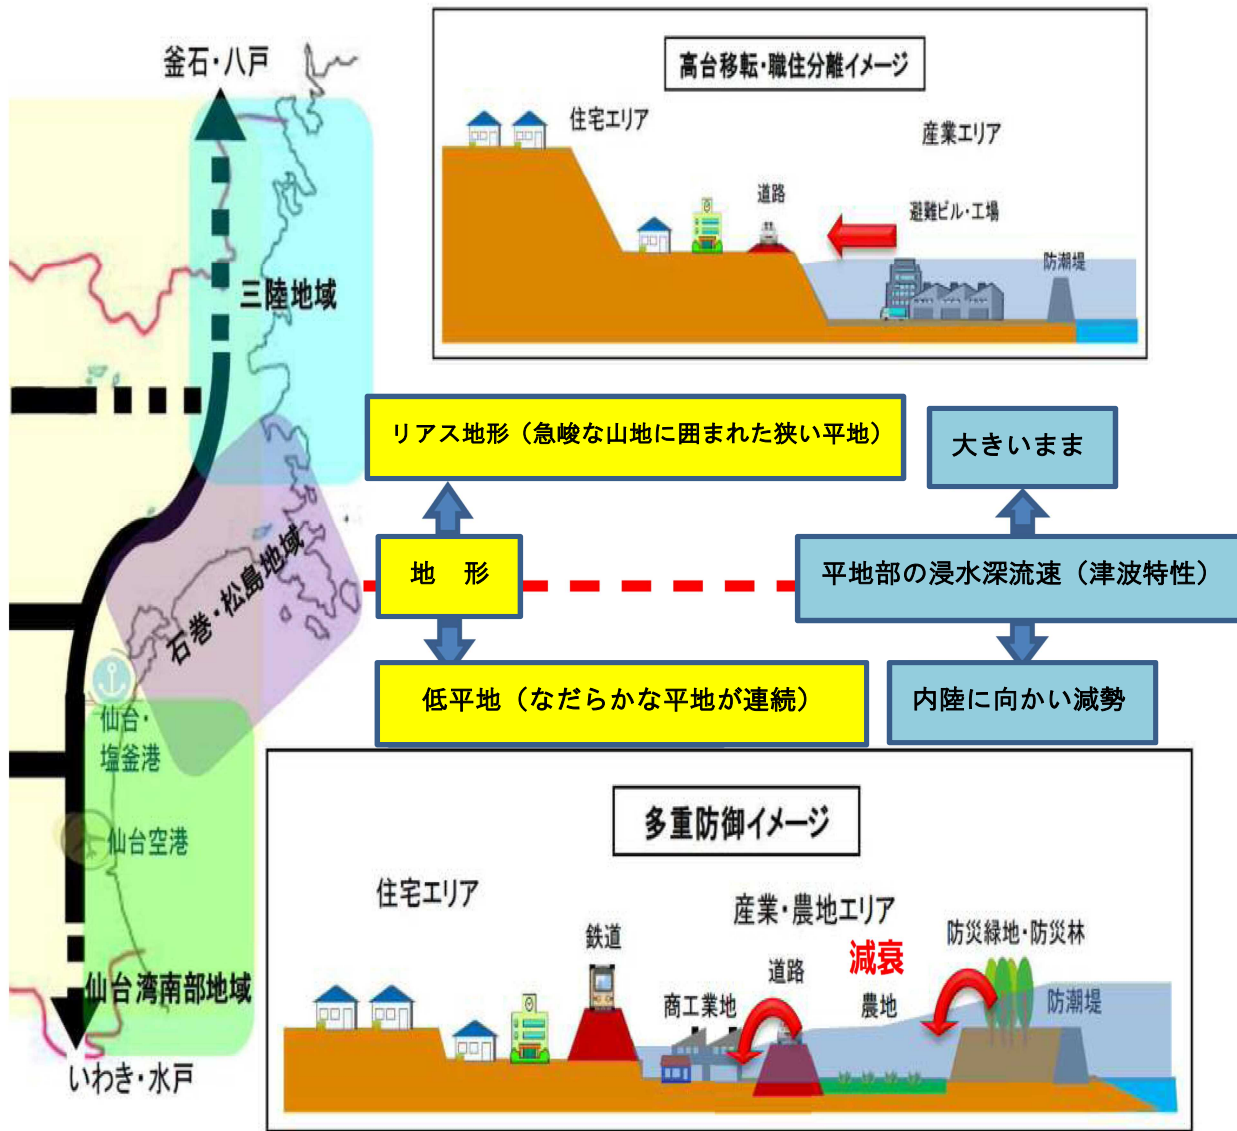 釜石・八戸
三陸地域
石巻・松島地域
仙台・
塩釜港
仙台空港
仙台湾南部地域
いわき・水戸
高台移転・職住分離イメージ
住宅エリア
産業エリア
道路
避難ビル・工場
防潮堤
リアス地形（急峻な山地に囲まれた狭い平地）
大きいまま
地　形
平地部の浸水深流速（津波特性）
低平地（なだらかな平地が連続）
内陸に向かい減勢
多重防御イメージ
住宅エリア
産業・農地エリア
鉄道
減衰
防災緑地・防災林
道路
商工業地
農地
防潮堤